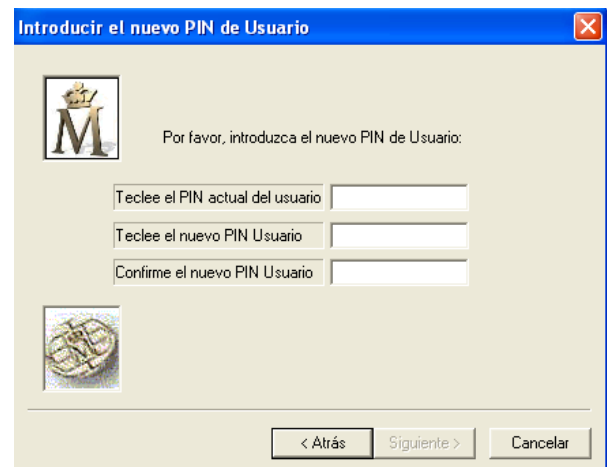 Introducir el nuevo PIN de Usuario
M
Por favor, introduzca el nuevo PIN de Usuario:
Teclee el PIN actual del usuario
Teclee el nuevo PIN Usuario
Confirme el nuevo PIN Usuario
< Atrás Siguiente > Cancelar